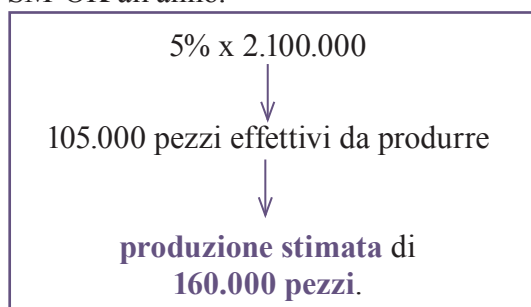 5% x 2.100.000
105.000 pezzi effettivi da produrre
produzione stimata di
160.000 pezzi.